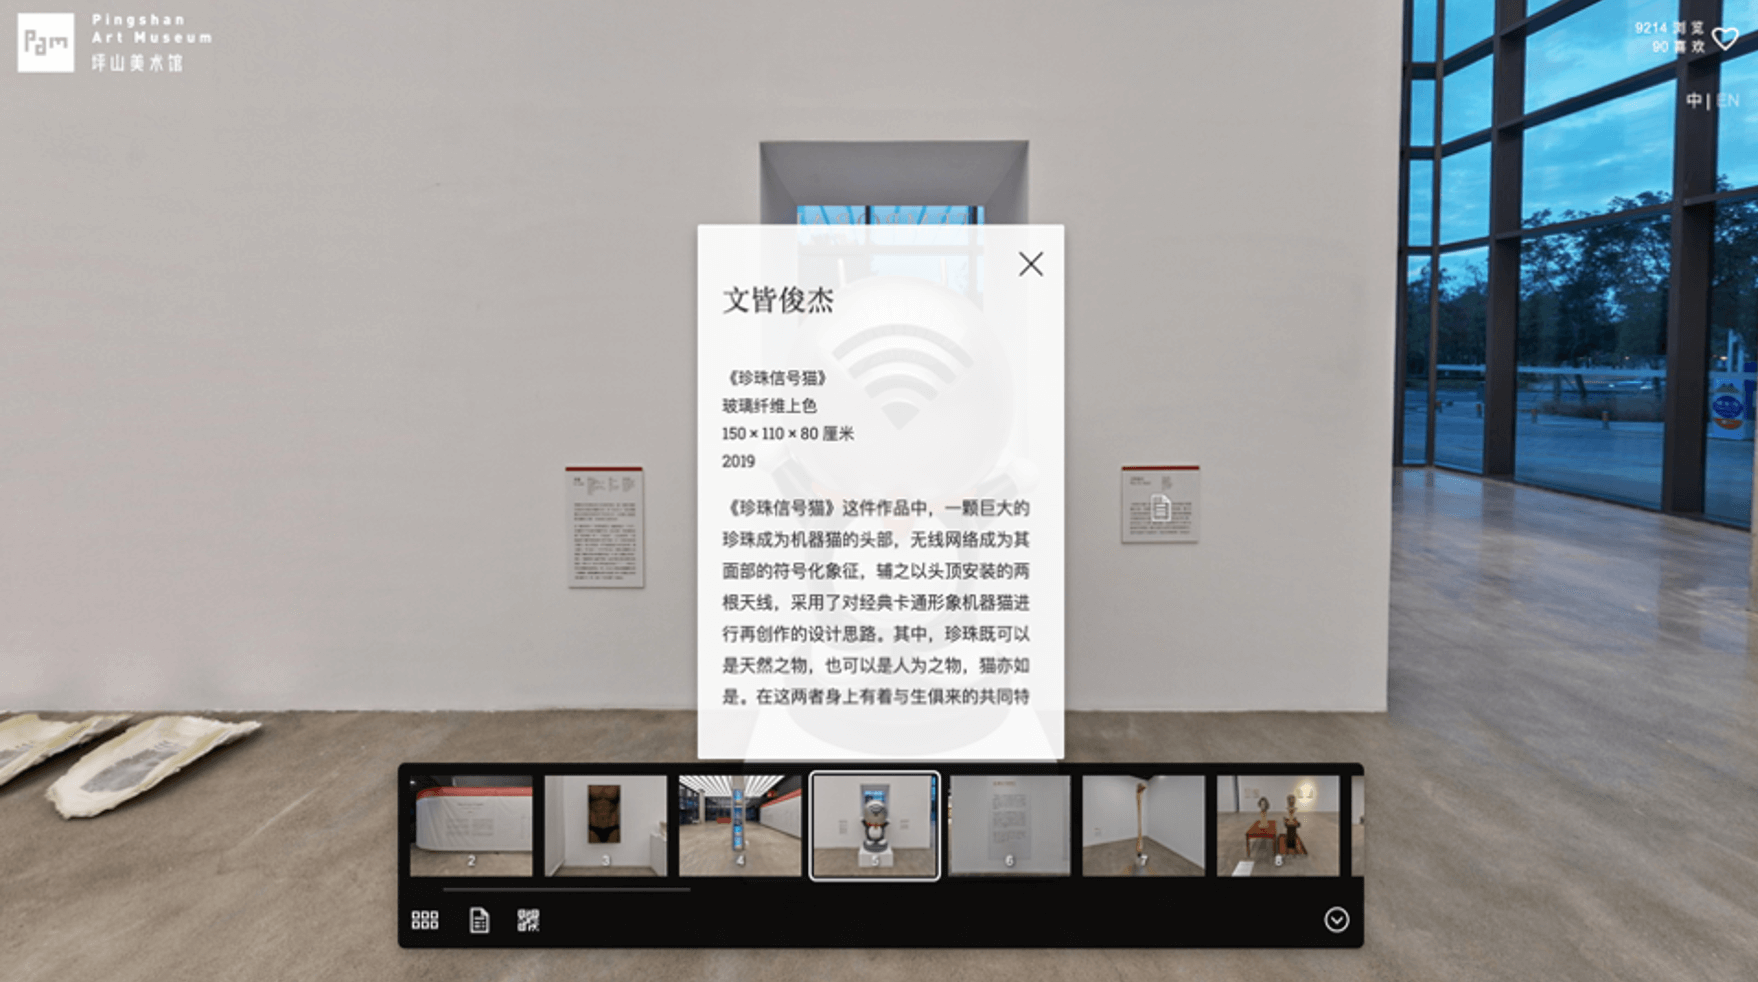 Pam
Pingshan
Art Museum
坪山美术馆
9214 浏览
90 喜欢
中 | EN
文皆俊杰
《珍珠信号猫》
玻璃纤维上色
150 × 110 × 80 厘米
2019
《珍珠信号猫》这件作品中，一颗巨大的
珍珠成为机器猫的头部，无线网络成为其
面部的符号化象征，辅之以头顶安装的两
根天线，采用了对经典卡通形象机器猫进
行再创作的设计思路。其中，珍珠既可以
是天然之物，也可以是人为之物，猫亦如
是。在这两者身上有着与生俱来的共同特
2
3
4
5
6
7
8